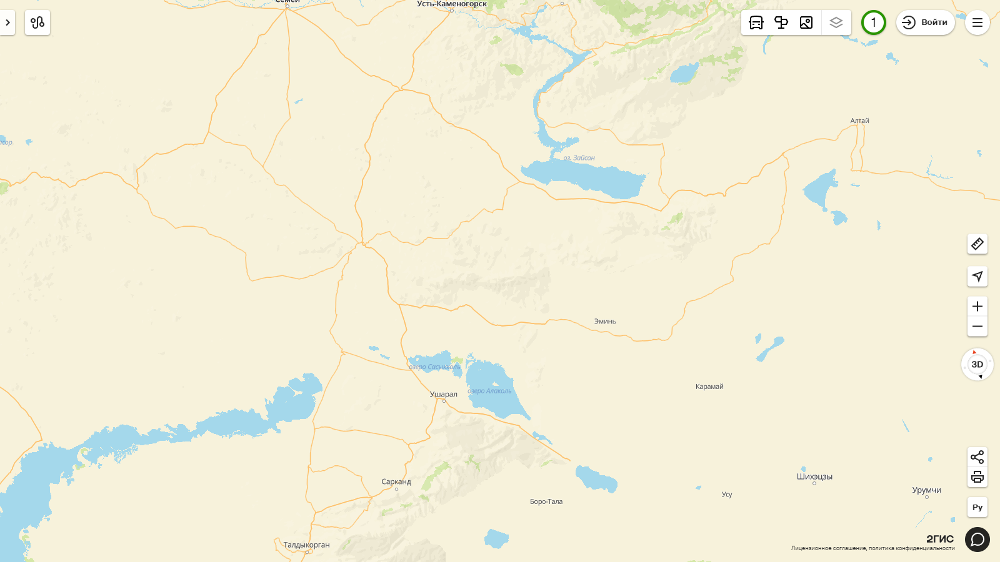 Семей
Усть-Каменогорск
1
Войти
Алтай
оз. Зайсан
Эминь
3D
озеро Сасыкколь
Карамай
озеро Алаколь
Ушарал
Шихэцзы
Сарканд
Урумчи
Усу
Боро-Тала
Ру
2ГИС
Талдыкорган
Лицензионное соглашение, политика конфиденциальности